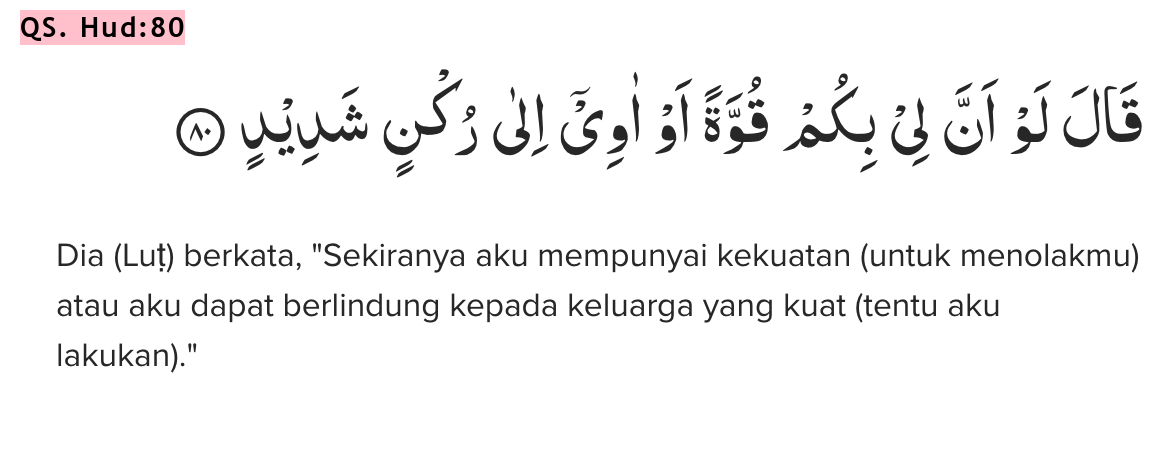 QS. Hud:80
قَالَ لَوْ اَنَّ لِيْ بِكُمْ قُوَّةً اَوْ اٰوِيْٓ اِلٰى رُكْنٍ شَدِيْدٍ ۝٨٠
Dia (Luṭ) berkata, "Sekiranya aku mempunyai kekuatan (untuk menolakmu)
atau aku dapat berlindung kepada keluarga yang kuat (tentu aku
lakukan)."